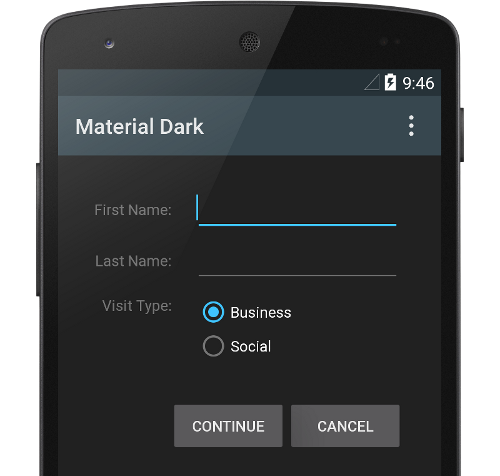 9:46
Material Dark
First Name:
Last Name:
Visit Type:
Business
Social
CONTINUE CANCEL